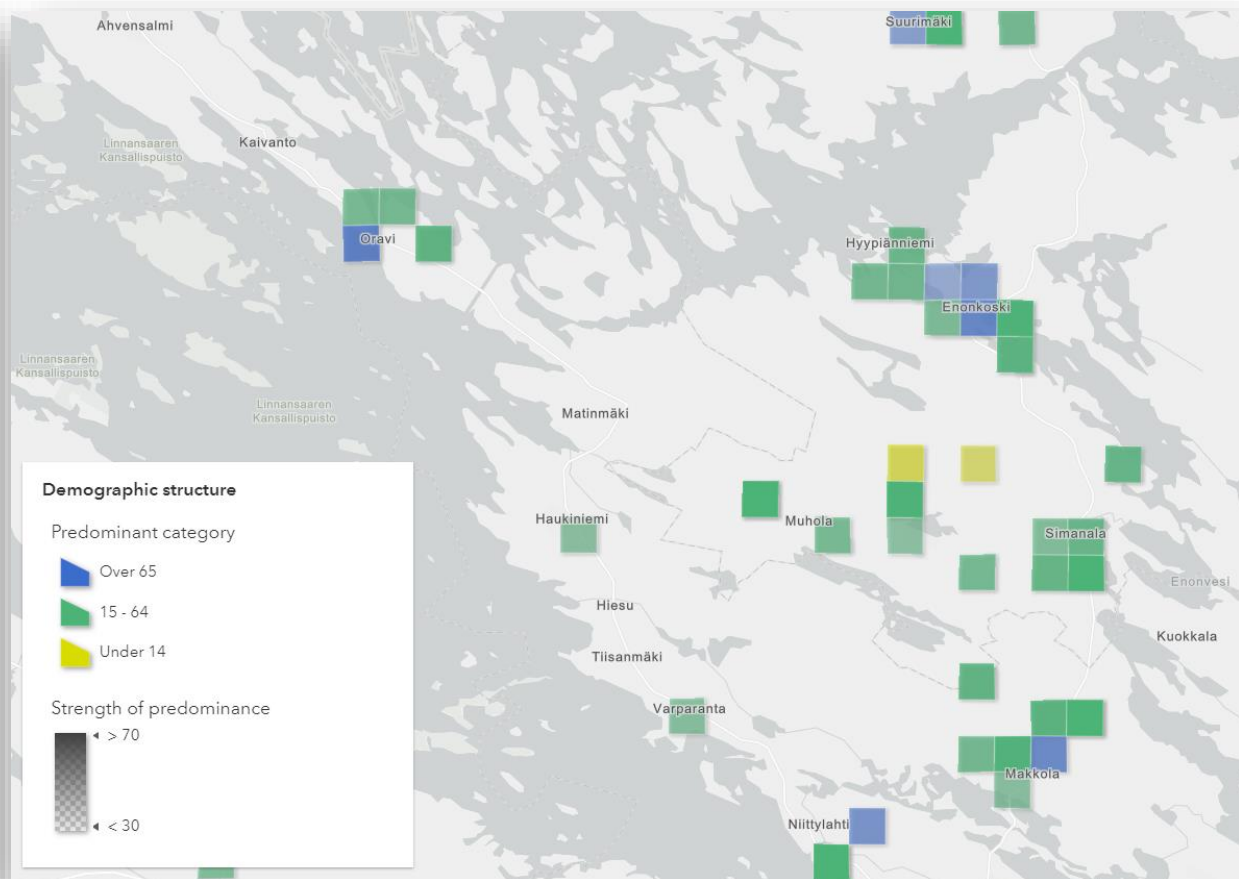 Ahvensalmi
Suurimäki
Linnansaaren
Kansallispuisto
Kaivanto
Oravi
Hyypiänniemi
Enonkoski
Linnansaaren
Kansallispuisto
Linnansaaren
Kansallispuisto
Matinmäki
Haukiniemi
Muhola
Simanala
Enonvesi
Hiesu
Kuokkala
Tiisanmäki
Varparanta
Makkola
Niittylahti
Demographic structure
Predominant category
Over 65
15 - 64
Under 14
Strength of predominance
> 70
< 30